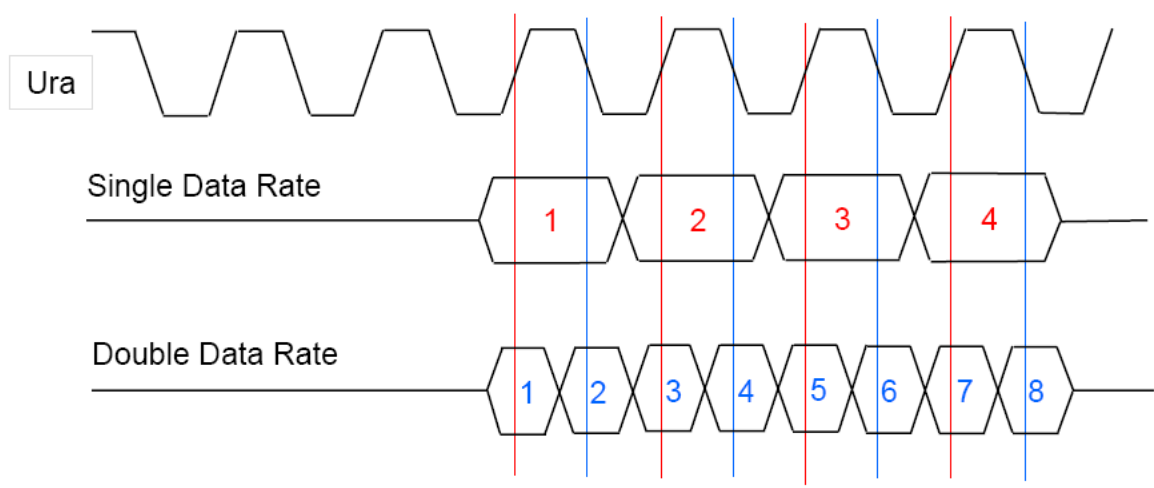 Ura
Single Data Rate
1 2 3 4
Double Data Rate
1 2 3 4 5 6 7 8